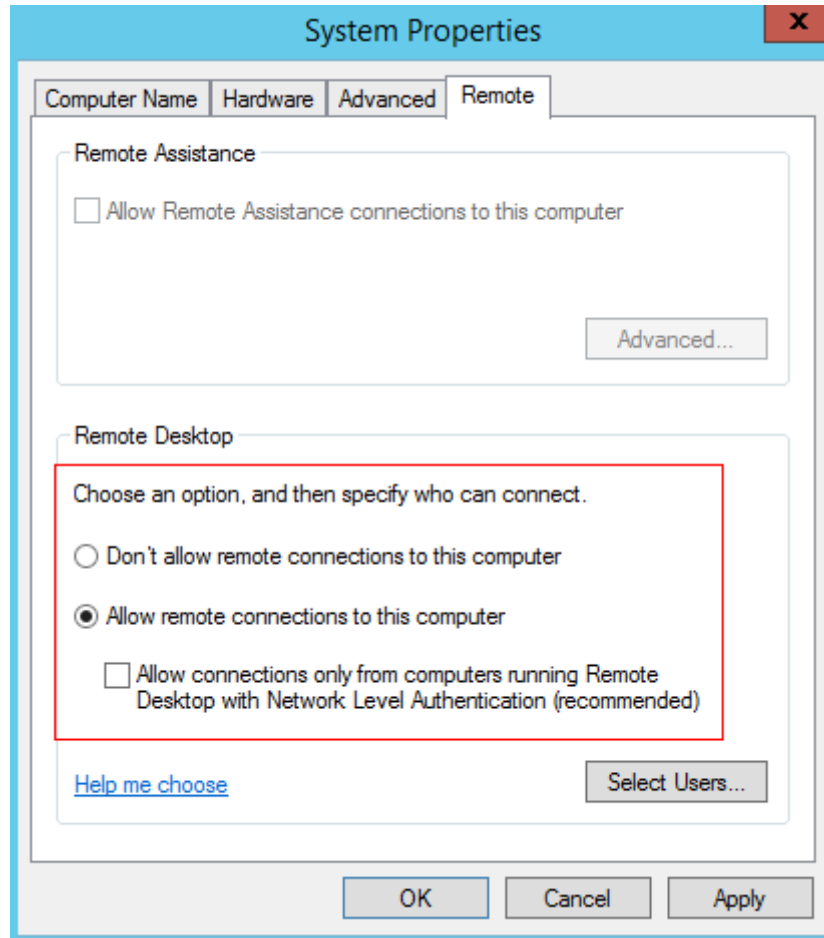 System Properties
x
Computer Name
Hardware
Advanced
Remote
Remote Assistance
Allow Remote Assistance connections to this computer
Advanced...
Remote Desktop
Choose an option, and then specify who can connect.
Don't allow remote connections to this computer
Allow remote connections to this computer
Allow connections only from computers running Remote
Desktop with Network Level Authentication (recommended)
Help me choose
Select Users...
OK
Cancel
Apply